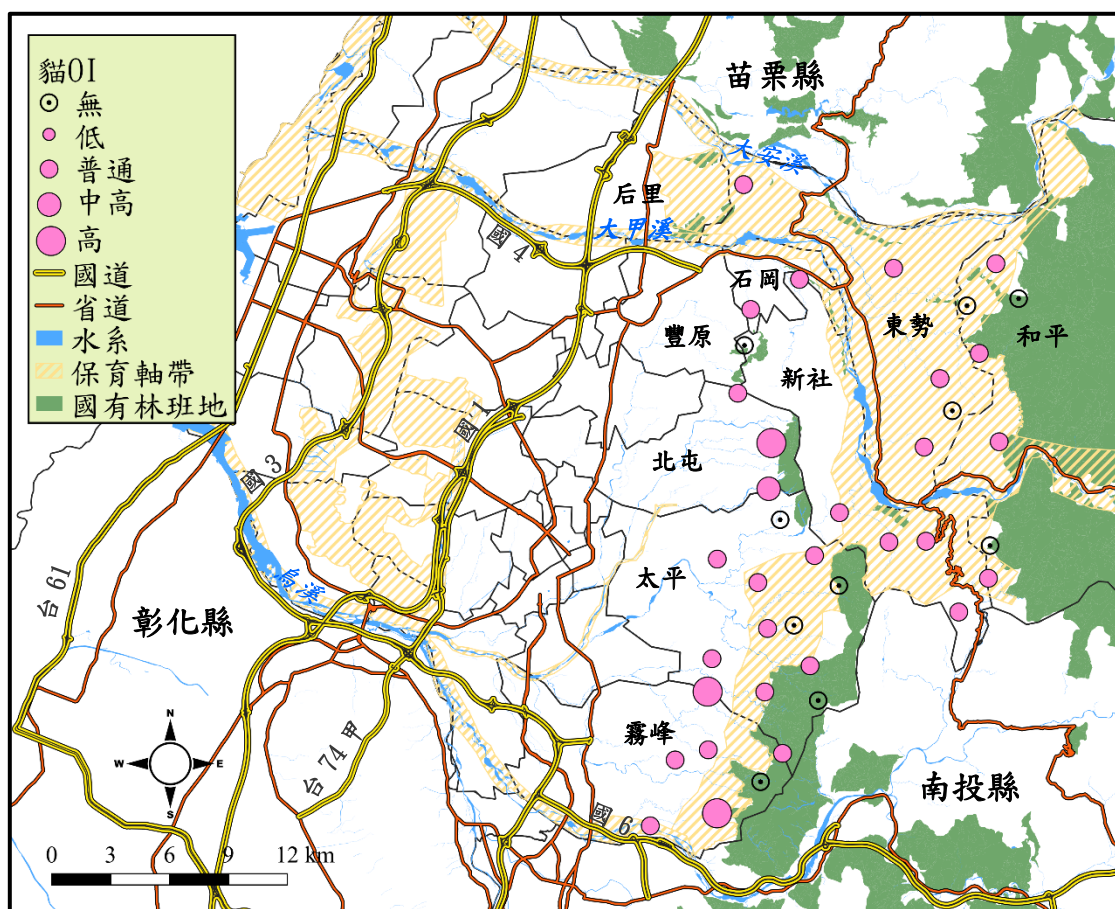 貓OI
無
低
普通
中高
高
國道
省道
水系
保育軸帶
國有林班地
苗栗縣
大安溪
后里
大甲溪
國 4
石岡
東勢
和平
豐原
新社
國 1
北屯
國 3
烏溪
太平
台 61
彰化縣
霧峰
台 74 甲
國 6
南投縣
N
W
E
S
0 3 6 9 12 km